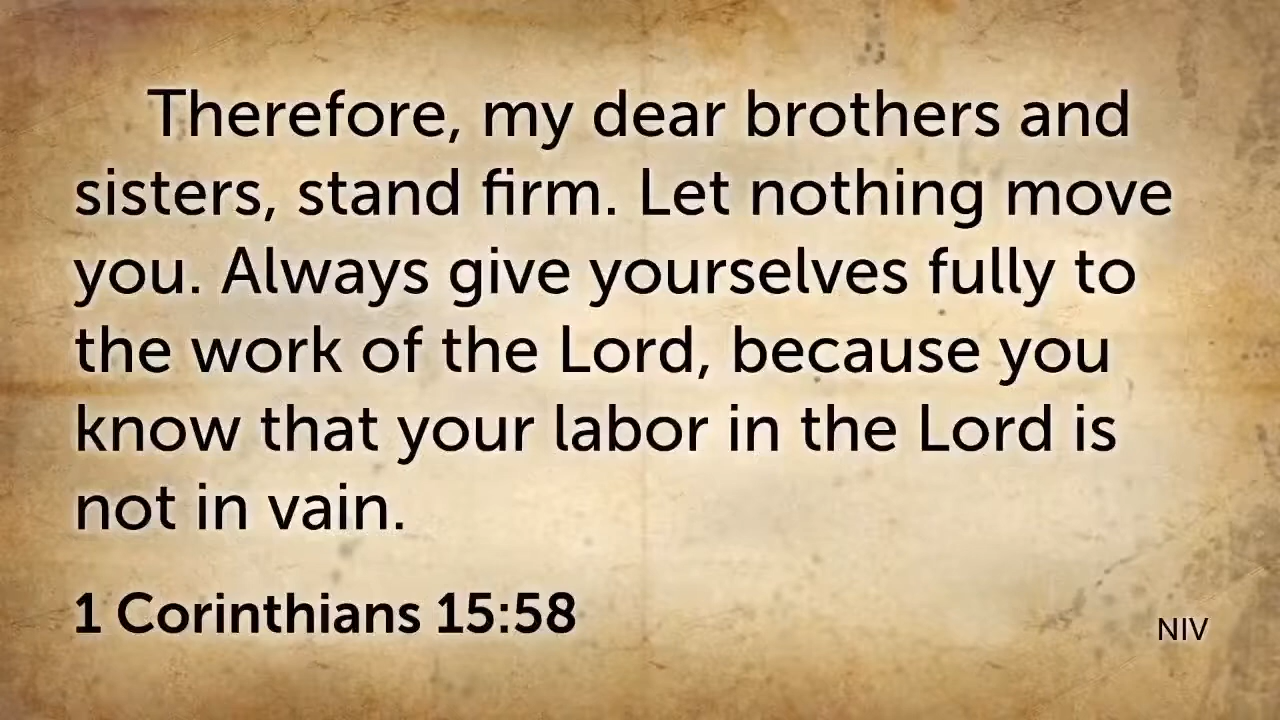 Therefore, my dear brothers and
sisters, stand firm. Let nothing move
you. Always give yourselves fully to
the work of the Lord, because you
know that your labor in the Lord is
not in vain.
1 Corinthians 15:58
NIV